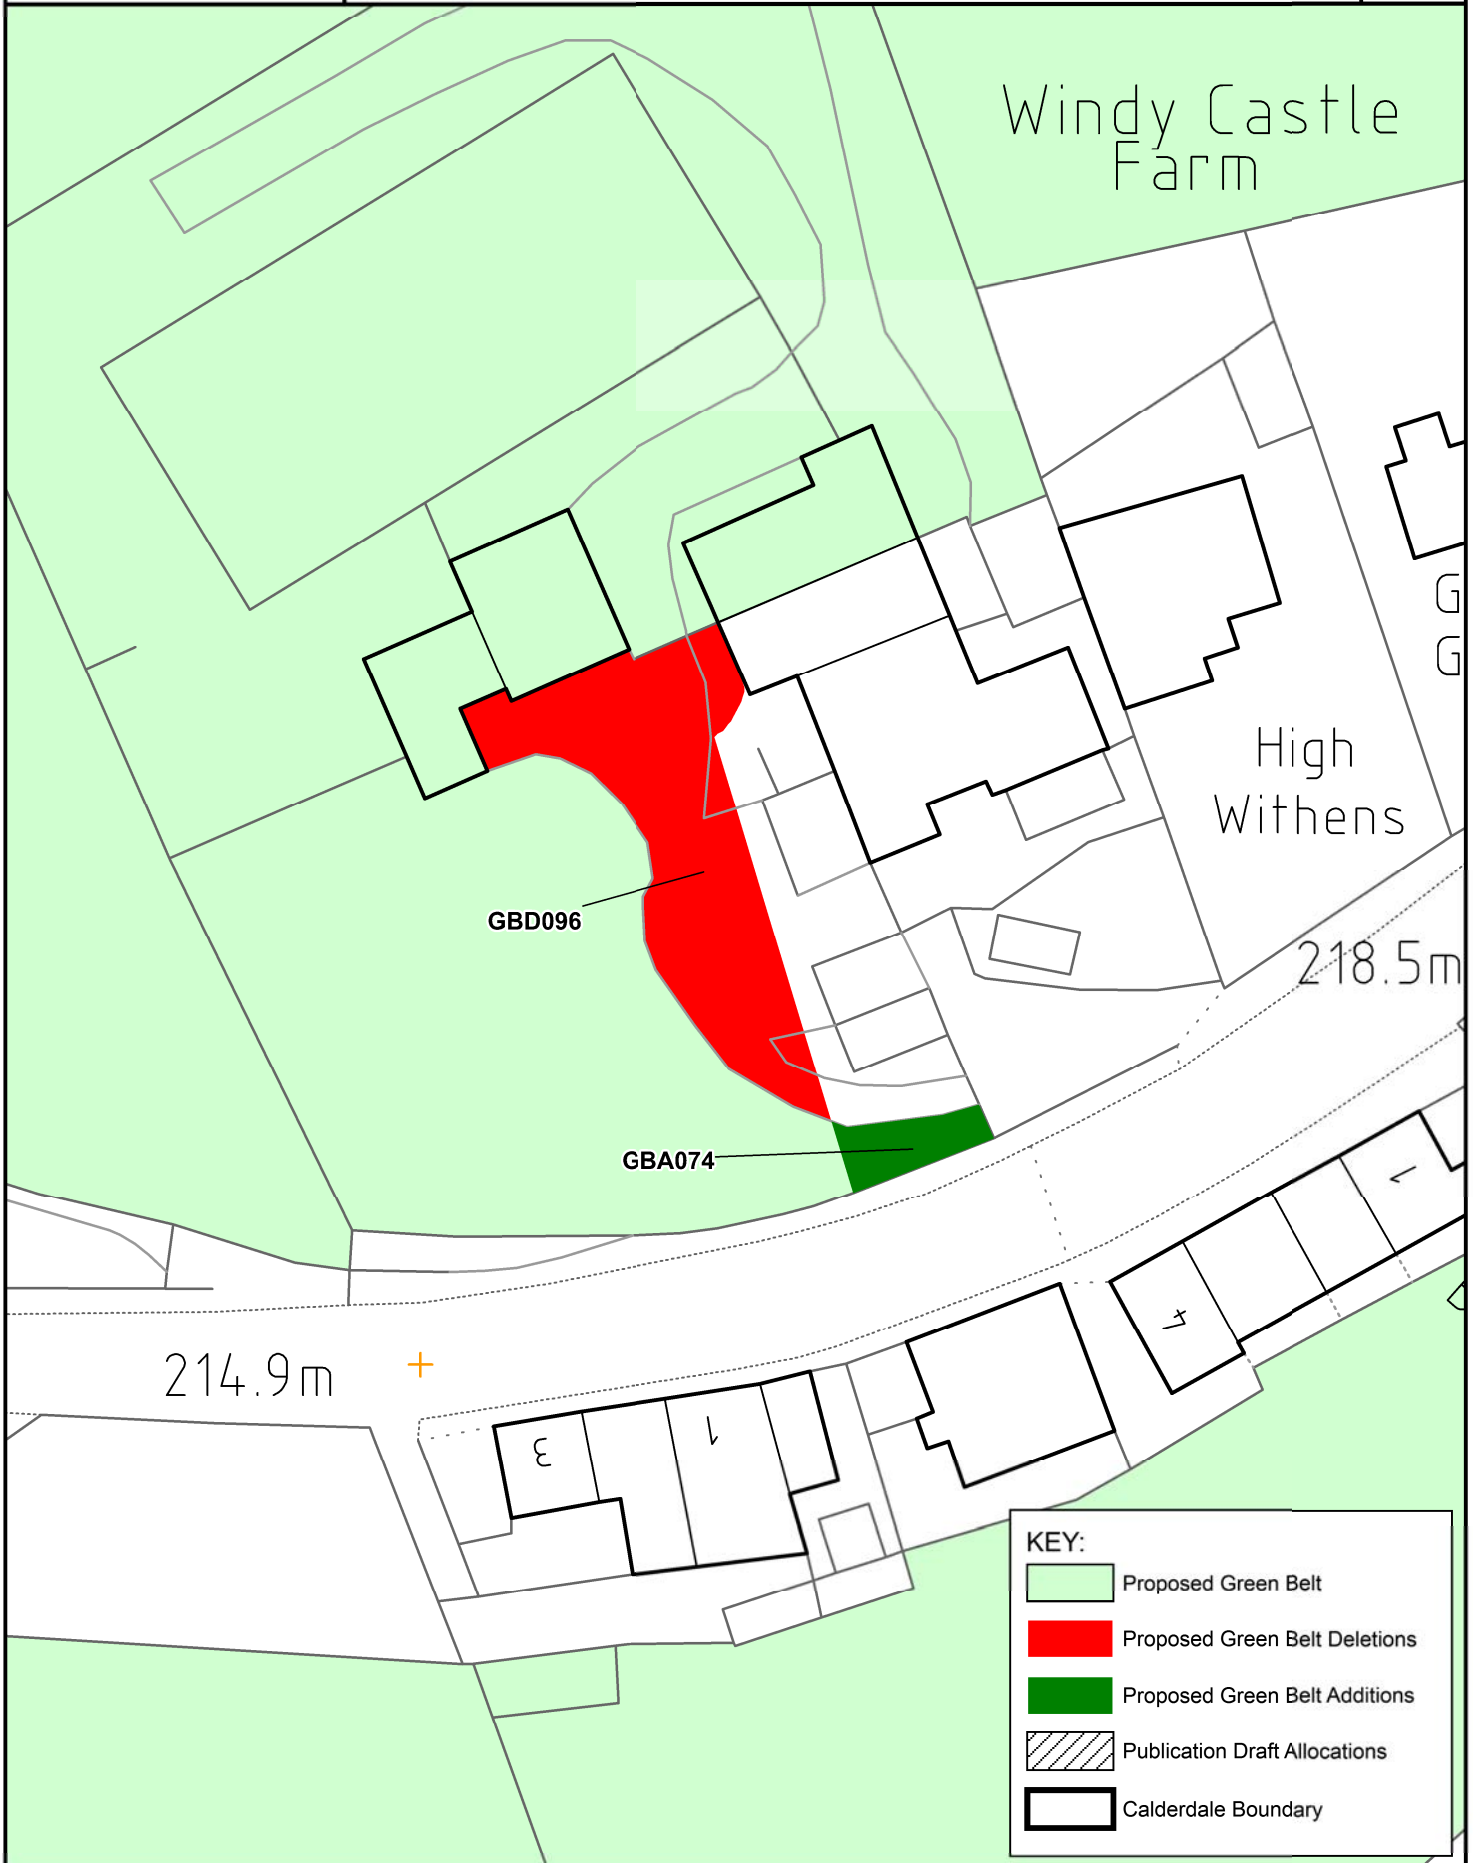 Windy Castle
Farm
G
G
High
Withens
GBD096
218.5m
GBA074
1
4
214.9m
3
1
KEY:
Proposed Green Belt
Proposed Green Belt Deletions
Proposed Green Belt Additions
Publication Draft Allocations
Calderdale Boundary